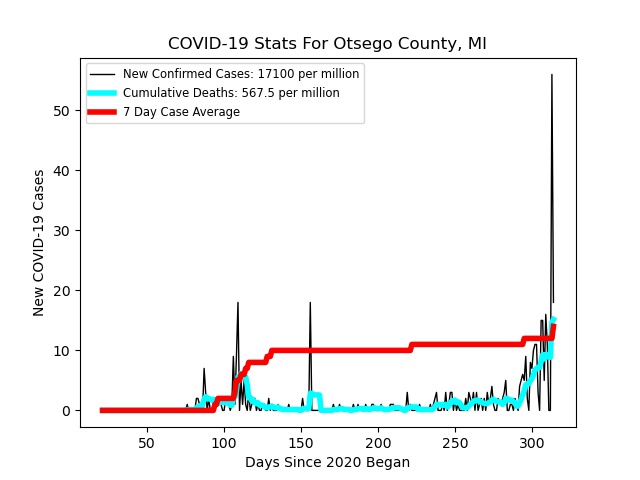 COVID-19 Stats For Otsego County, MI
New Confirmed Cases: 17100 per million
Cumulative Deaths: 567.5 per million
7 Day Case Average
New COVID-19 Cases
50
40
30
20
10
0
50 100 150 200 250 300
Days Since 2020 Began